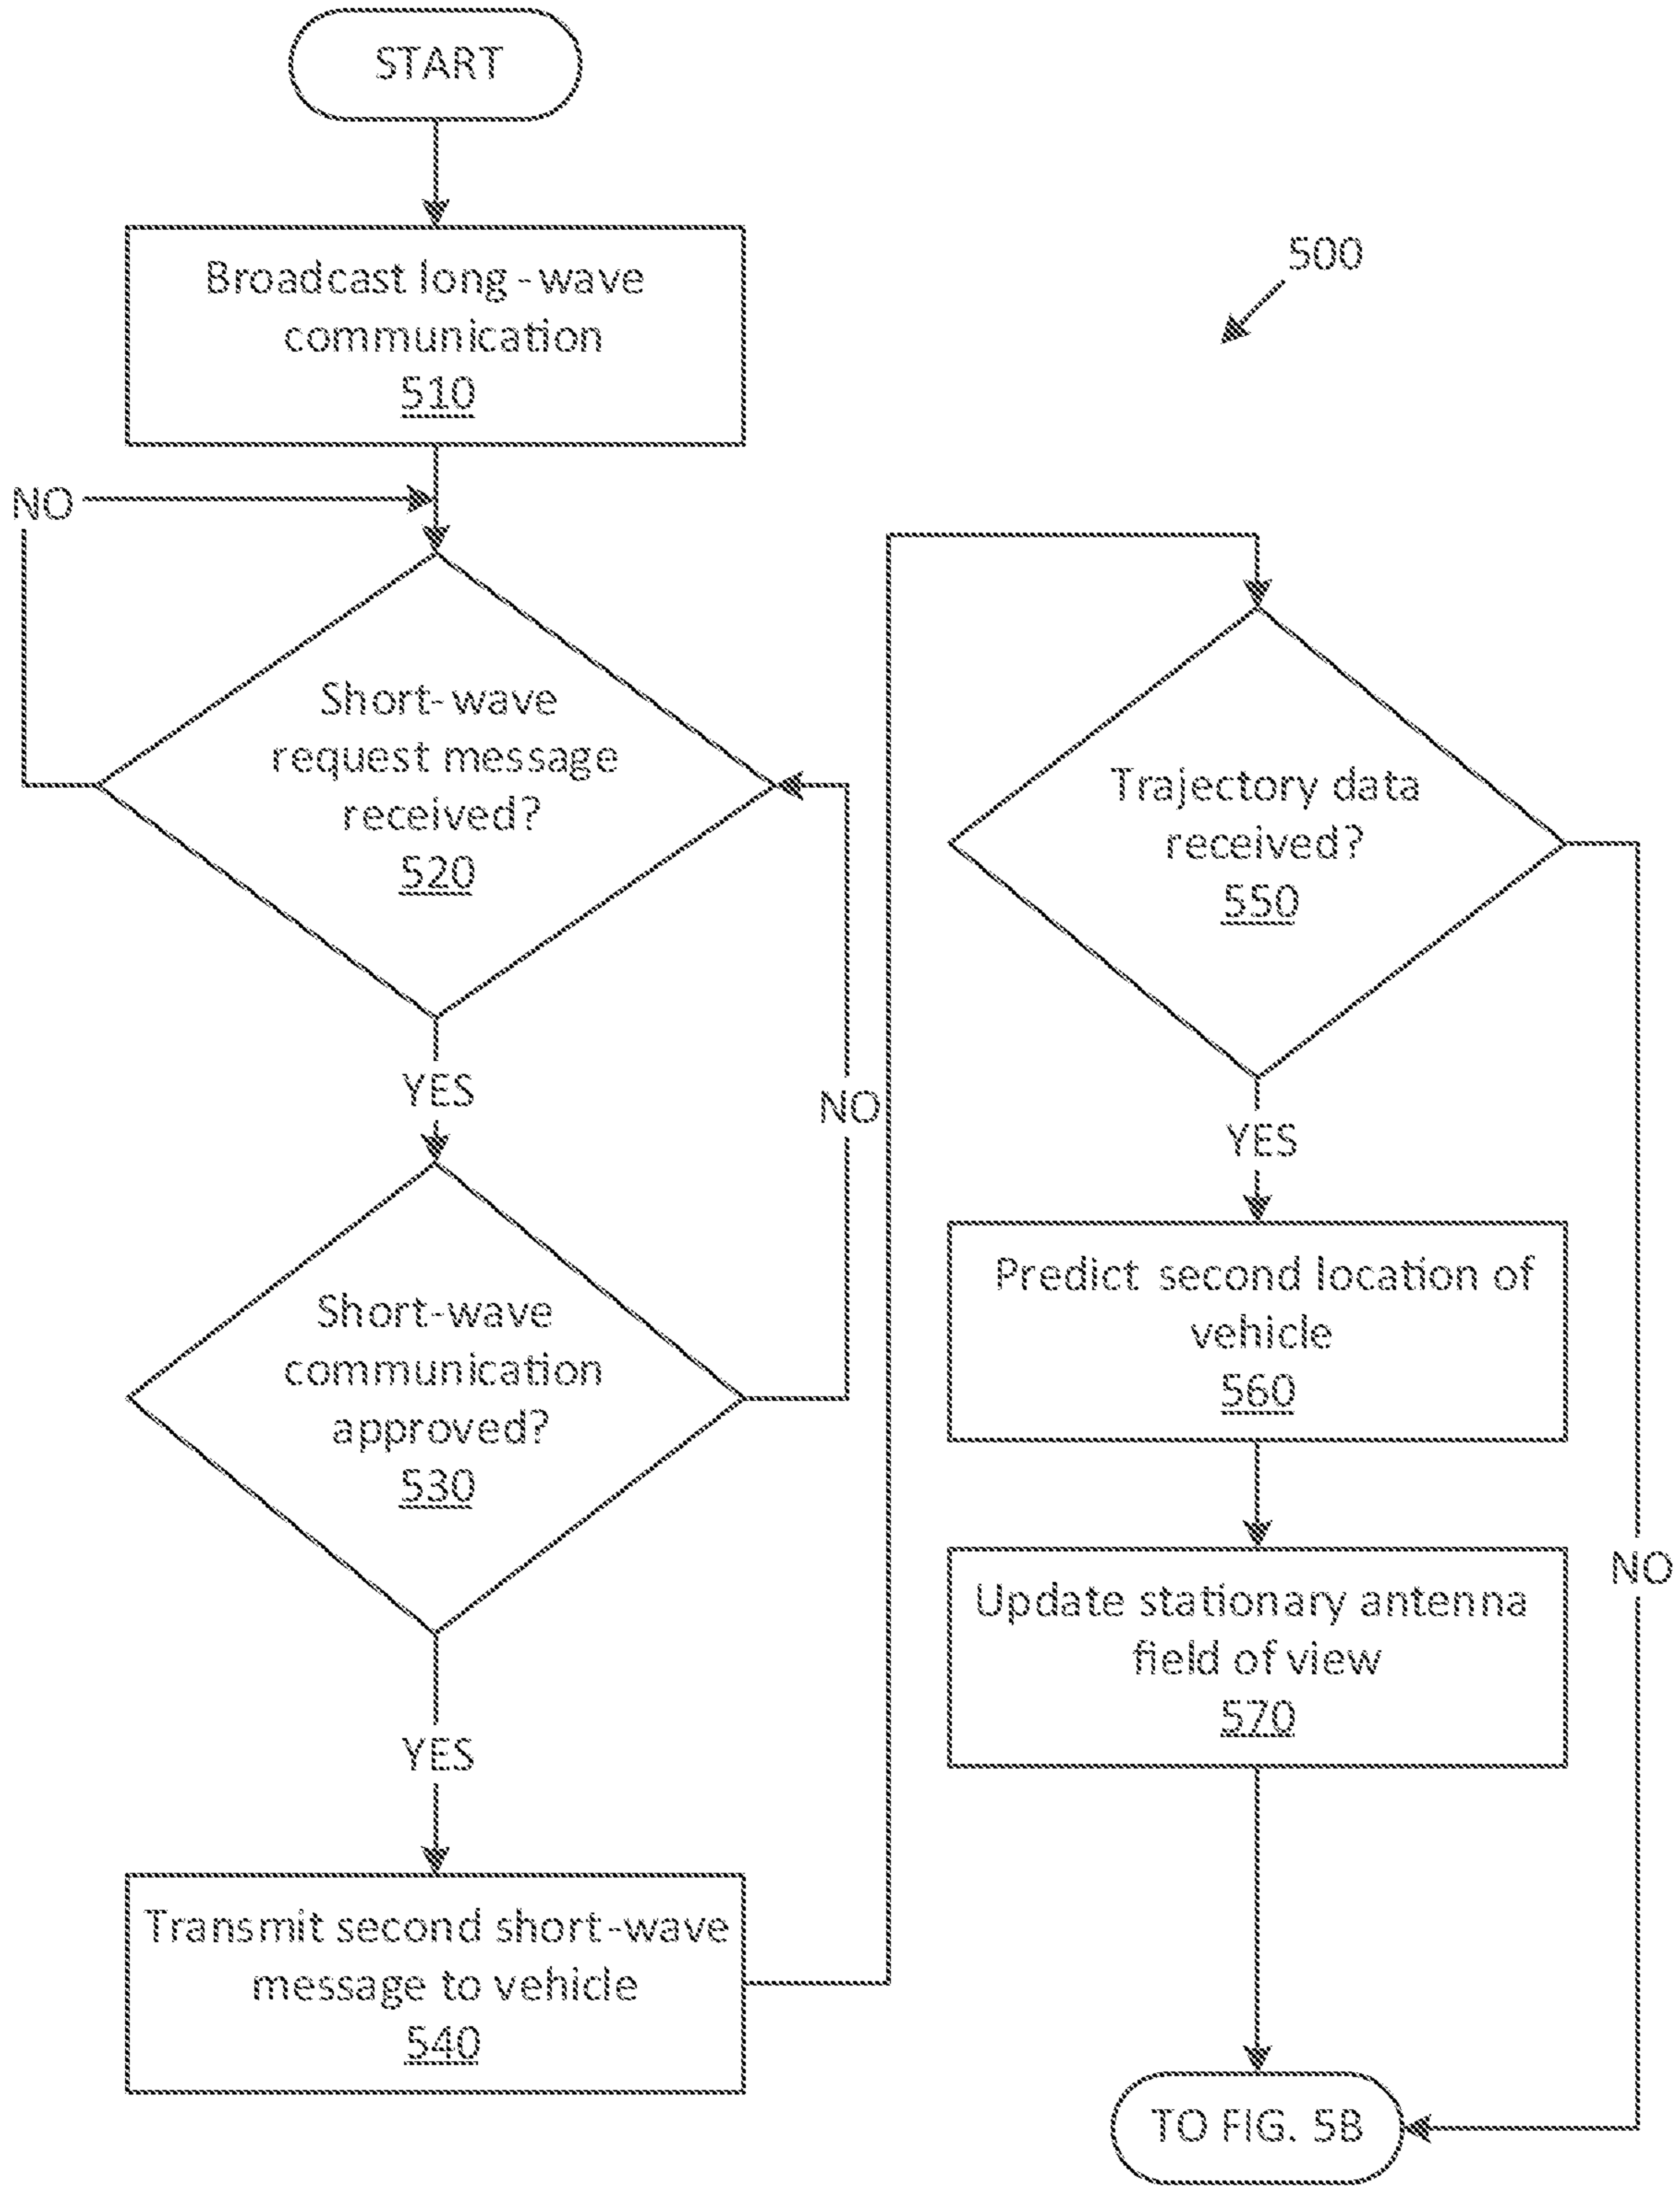 START
Broadcast long-wave
communication
510
500
NO
Short-wave
request message
received?
520
YES
NO
Short-wave
communication
approved?
530
YES
Transmit second short-wave
message to vehicle
540
Trajectory data
received?
550
YES
Predict second location of
vehicle
560
NO
Update stationary antenna
field of view
570
TO FIG. 5B